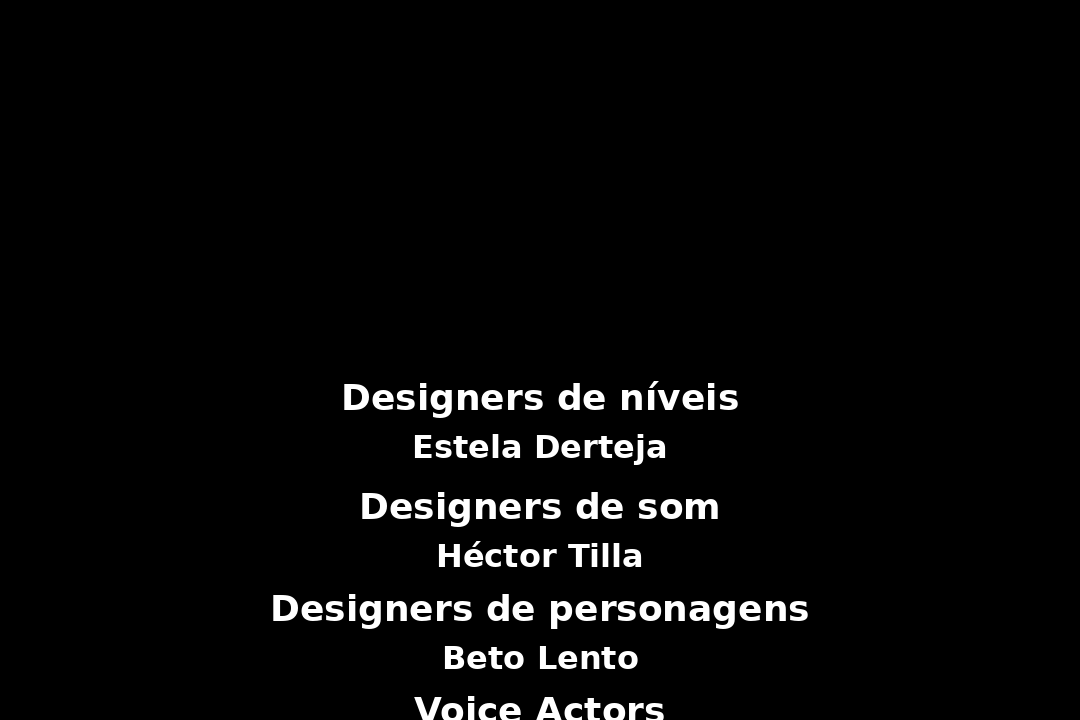 Designers de níveis
Estela Derteja
Designers de som
Héctor Tilla
Designers de personagens
Beto Lento
Voice Actors